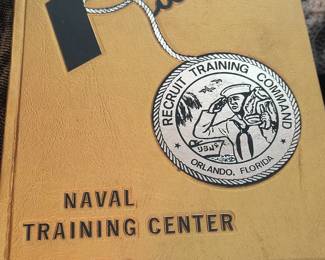 RECRUIT TRAINING COMMAND
ORLANDO, FLORIDA
NAVAL
TRAINING CENTER